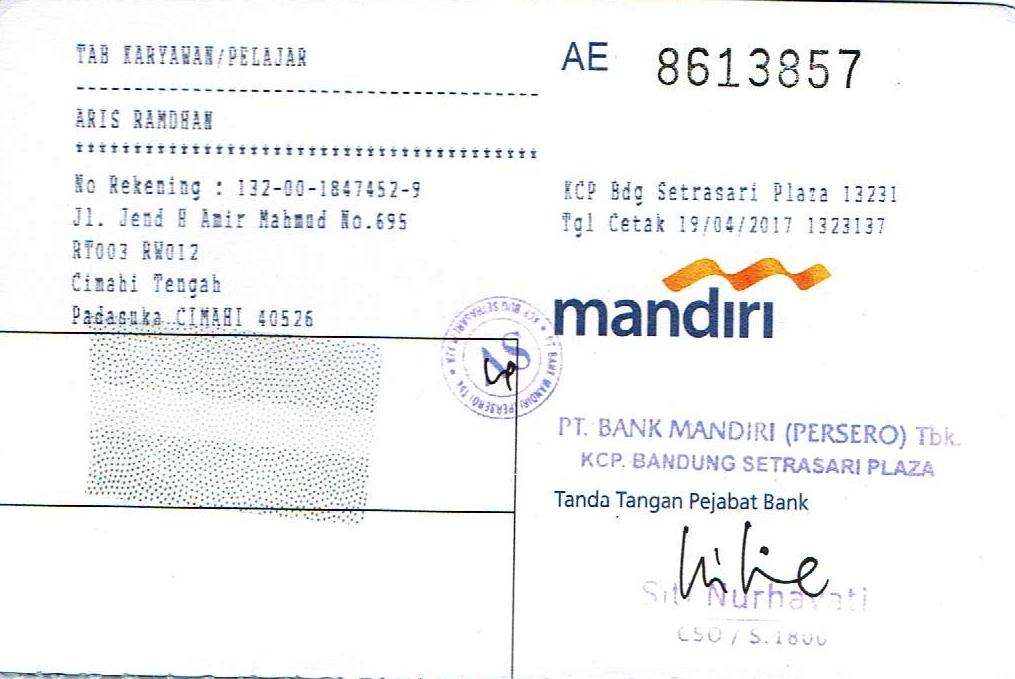 TAB KARYAWAN/PELAJAR
ARIS RAMDHAN
No Rekening : 132-00-1847452-9
Jl. Jend H Amir Mahmud No.695
RT003 RW012
Cimahi Tengah
Padasuka CIMAHI 40526
AE 8613857
KCP Bdg Setrasari Plaza 13231
Tgl Cetak 19/04/2017 1323137
mandiri
PT. BANK MANDIRI (PERSERO) Tbk.
KCP BDG SETRASARI PLAZA
PT. BANK MANDIRI (PERSERO) Tbk.
KCP. BANDUNG SETRASARI PLAZA
Tanda Tangan Pejabat Bank
Siti Nurhayati
CSO / S.1800